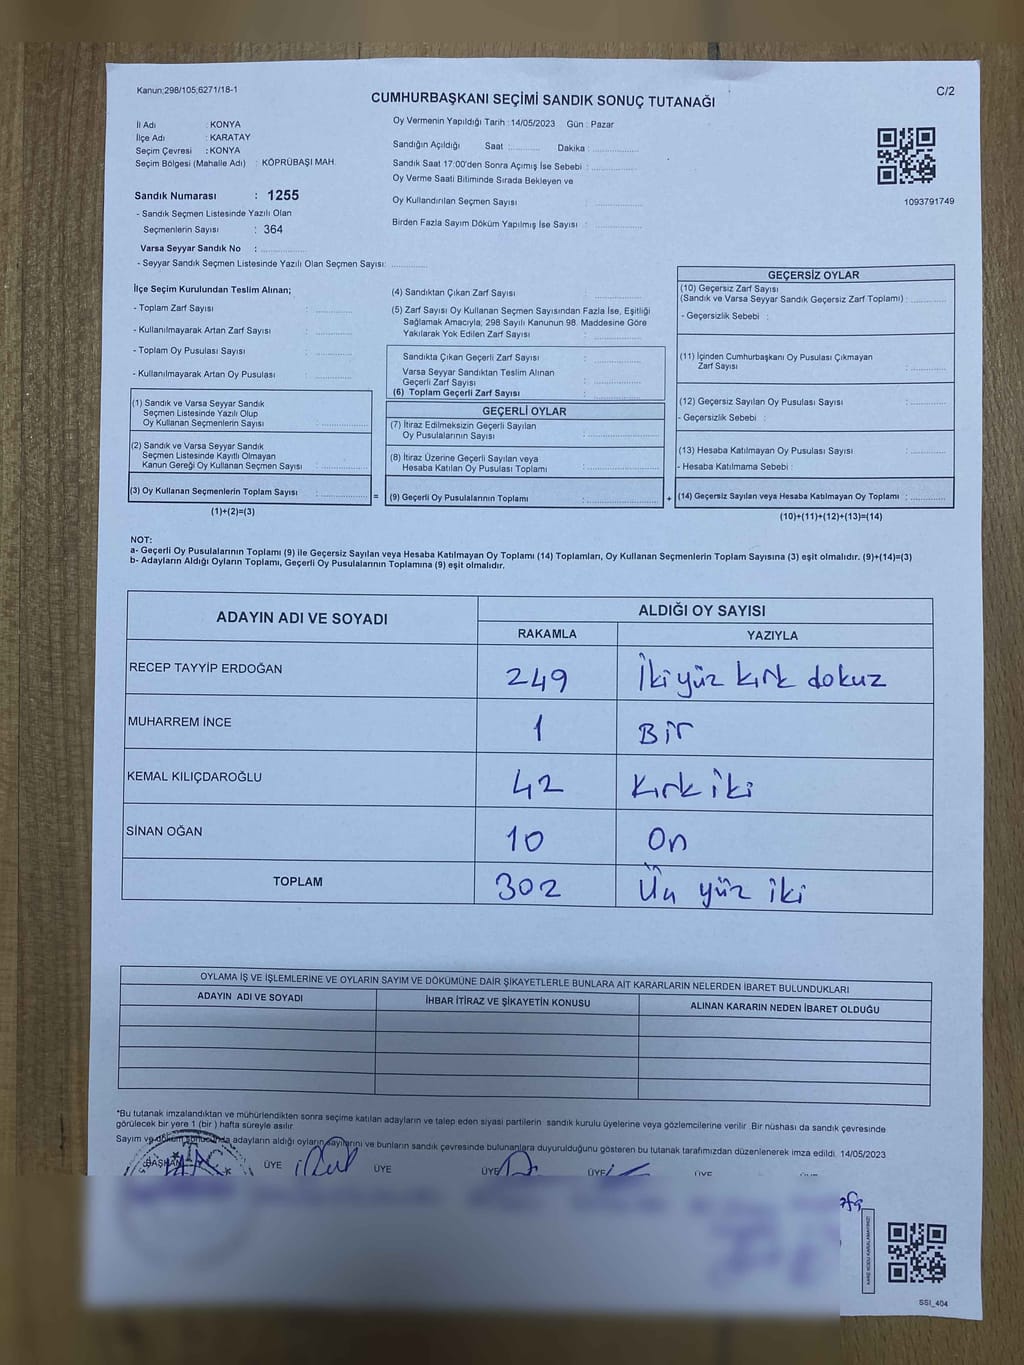 Kanun:298/105,6271/18-1
CUMHURBAŞKANI SEÇİMİ SANDIK SONUÇ TUTANAĞI
C/2
İl Adı : KONYA
İlçe Adı : KARATAY
Seçim Çevresi : KONYA
Seçim Bölgesi (Mahalle Adı) : KÖPRÜBAŞI MAH.
Sandık Numarası : 1255
- Sandık Seçmen Listesinde Yazılı Olan
Seçmenlerin Sayısı : 364
Varsa Seyyar Sandık No : ..............
- Seyyar Sandık Seçmen Listesinde Yazılı Olan Seçmen Sayısı: ............
Oy Vermenin Yapıldığı Tarih : 14/05/2023 Gün : Pazar
Sandığın Açıldığı Saat :.......... Dakika : ..............
Sandık Saat 17:00'den Sonra Açımış İse Sebebi : ..............
Oy Verme Saati Bitiminde Sırada Bekleyen ve
Oy Kullandırılan Seçmen Sayısı : ..............
Birden Fazla Sayım Döküm Yapılmış İse Sayısı : ..............
1093791749
İlçe Seçim Kurulundan Teslim Alınan;
- Toplam Zarf Sayısı : ............
- Kullanılmayarak Artan Zarf Sayısı : ............
- Toplam Oy Pusulası Sayısı : ............
- Kullanılmayarak Artan Oy Pusulası : ............
(1) Sandık ve Varsa Seyyar Sandık
Seçmen Listesinde Yazılı Olup
Oy Kullanan Seçmenlerin Sayısı : ..............
(2) Sandık ve Varsa Seyyar Sandık
Seçmen Listesinde Kayıtlı Olmayan
Kanun Gereği Oy Kullanan Seçmen Sayısı : ..............
(3) Oy Kullanan Seçmenlerin Toplam Sayısı : ..............
(1)+(2)=(3)
=
(4) Sandıktan Çıkan Zarf Sayısı : ..............
(5) Zarf Sayısı Oy Kullanan Seçmen Sayısından Fazla İse, Eşitliği
Sağlamak Amacıyla; 298 Sayılı Kanunun 98. Maddesine Göre
Yakılarak Yok Edilen Zarf Sayısı : ..............
Sandıkta Çıkan Geçerli Zarf Sayısı : ..............
Varsa Seyyar Sandıktan Teslim Alınan
Geçerli Zarf Sayısı : ..............
(6) Toplam Geçerli Zarf Sayısı : ..............
GEÇERLİ OYLAR
(7) İtiraz Edilmeksizin Geçerli Sayılan
Oy Pusulalarının Sayısı : ..............
(8) İtiraz Üzerine Geçerli Sayılan veya
Hesaba Katılan Oy Pusulası Toplamı : ..............
(9) Geçerli Oy Pusulalarının Toplamı : ..............
+
GEÇERSİZ OYLAR
(10) Geçersiz Zarf Sayısı
(Sandık ve Varsa Seyyar Sandık Geçersiz Zarf Toplamı) : ..........
- Geçersizlik Sebebi :
(11) İçinden Cumhurbaşkanı Oy Pusulası Çıkmayan
Zarf Sayısı : ..........
(12) Geçersiz Sayılan Oy Pusulası Sayısı : ..........
- Geçersizlik Sebebi :
(13) Hesaba Katılmayan Oy Pusulası Sayısı : ..........
- Hesaba Katılmama Sebebi :
(14) Geçersiz Sayılan veya Hesaba Katılmayan Oy Toplamı : ..........
(10)+(11)+(12)+(13)=(14)
NOT:
a- Geçerli Oy Pusulalarının Toplamı (9) ile Geçersiz Sayılan veya Hesaba Katılmayan Oy Toplamı (14) Toplamları, Oy Kullanan Seçmenlerin Toplam Sayısına (3) eşit olmalıdır. (9)+(14)=(3)
b- Adayların Aldığı Oyların Toplamı, Geçerli Oy Pusulalarının Toplamına (9) eşit olmalıdır.
ADAYIN ADI VE SOYADI ALDIĞI OY SAYISI
RAKAMLA YAZIYLA
RECEP TAYYİP ERDOĞAN 249 İki yüz kırk dokuz
MUHARREM İNCE 1 Bir
KEMAL KILIÇDAROĞLU 42 Kırk iki
SİNAN OĞAN 10 On
TOPLAM 302 Üç yüz iki
OYLAMA İŞ VE İŞLEMLERİNE VE OYLARIN SAYIM VE DÖKÜMÜNE DAİR ŞİKAYETLERLE BUNLARA AİT KARARLARIN NELERDEN İBARET BULUNDUKLARI
ADAYIN ADI VE SOYADI İHBAR İTİRAZ VE ŞİKAYETİN KONUSU ALINAN KARARIN NEDEN İBARET OLDUĞU
*Bu tutanak imzalandıktan ve mühürlendikten sonra seçime katılan adayların ve talep eden siyasi partilerin sandık kurulu üyelerine veya gözlemcilerine verilir. Bir nüshası da sandık çevresinde
görülecek bir yere 1 (bir ) hafta süreyle asılır.
Sayım ve döküm sonucunda adayların aldığı oyların sayılarını ve bunların sandık çevresinde bulunanlara duyurulduğunu gösteren bu tutanak tarafımızdan düzenlenerek imza edildi. 14/05/2023
BAŞKAN ÜYE ÜYE ÜYE ÜYE
SSI_404